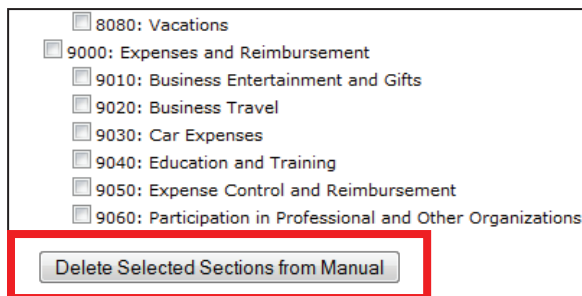 8080: Vacations
9000: Expenses and Reimbursement
9010: Business Entertainment and Gifts
9020: Business Travel
9030: Car Expenses
9040: Education and Training
9050: Expense Control and Reimbursement
9060: Participation in Professional and Other Organizations
Delete Selected Sections from Manual